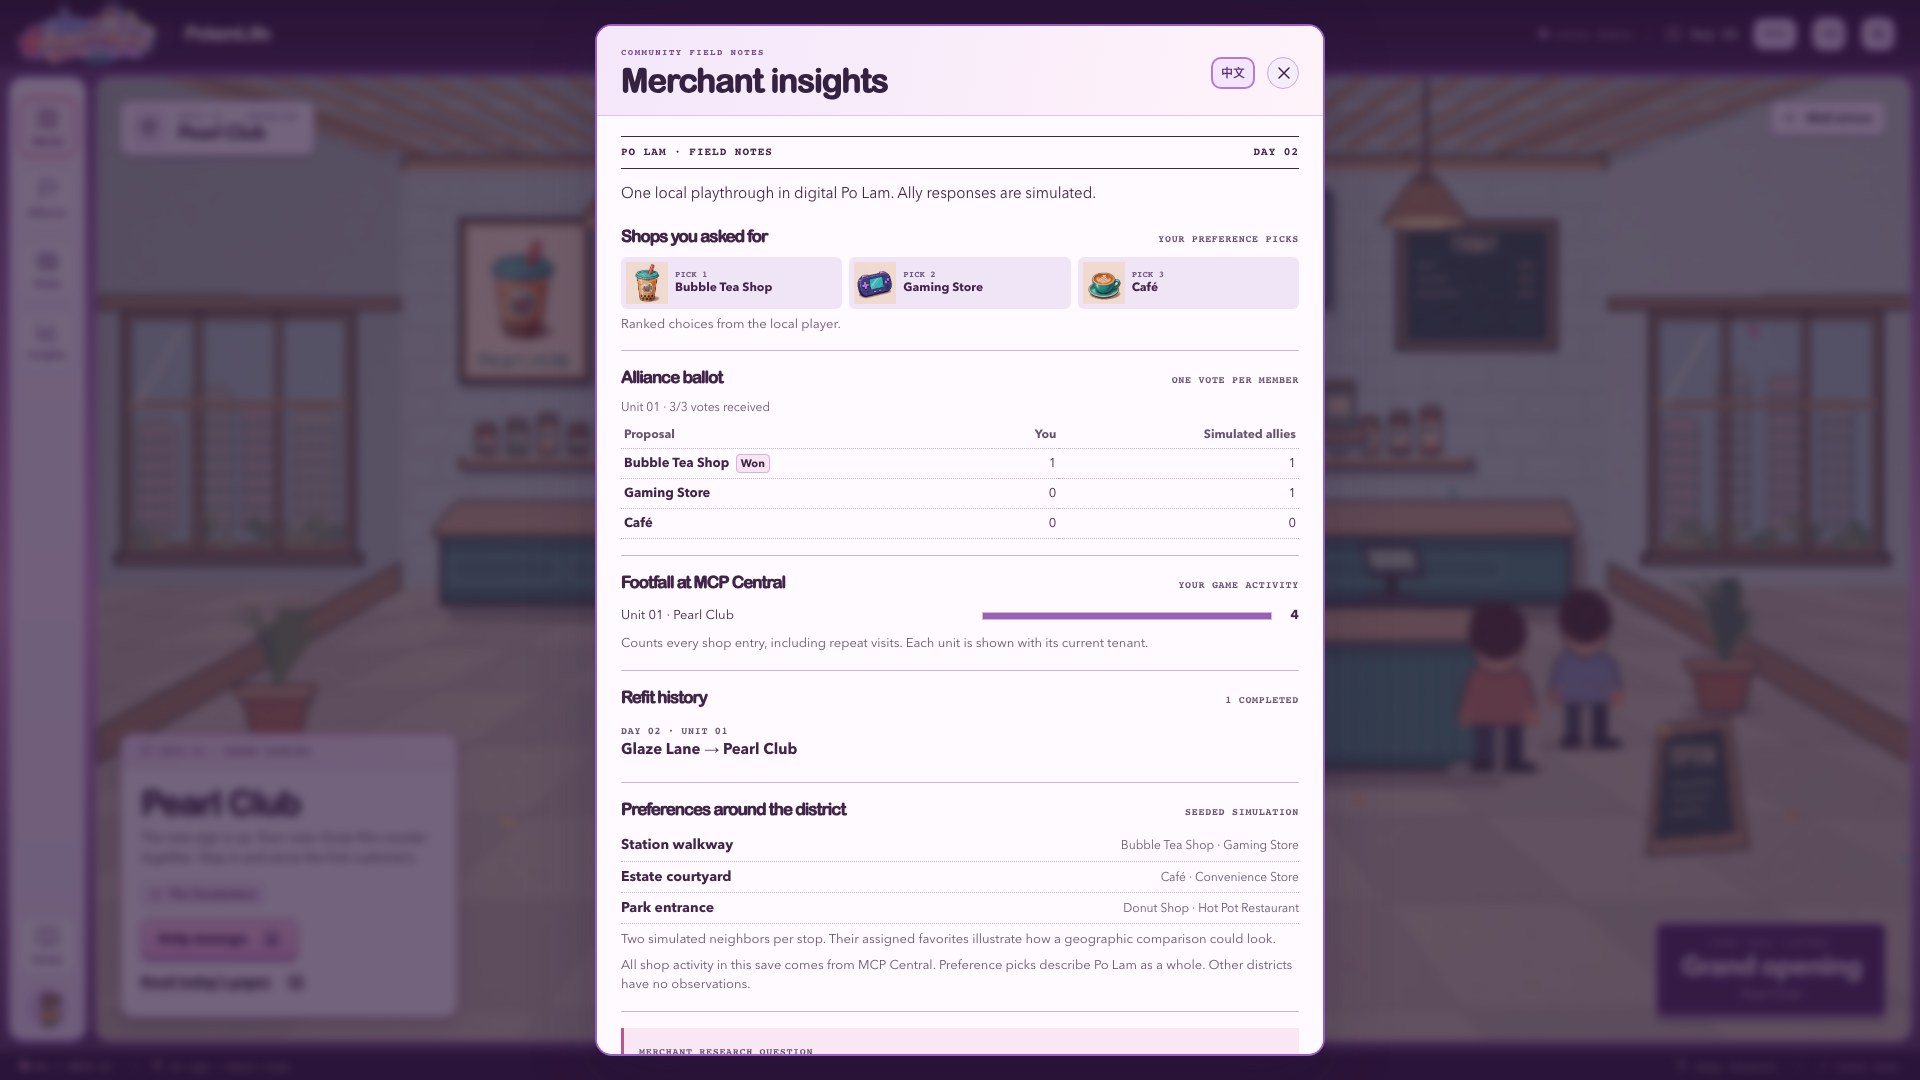 COMMUNITY FIELD NOTES
Merchant insights
中文
PO LAM · FIELD NOTES
DAY 02
One local playthrough in digital Po Lam. Ally responses are simulated.
Shops you asked for
YOUR PREFERENCE PICKS
PICK 1
Bubble Tea Shop
PICK 2
Gaming Store
PICK 3
Café
Ranked choices from the local player.
Alliance ballot
ONE VOTE PER MEMBER
Unit 01 · 3/3 votes received
Proposal You Simulated allies
Bubble Tea Shop Won 1 1
Gaming Store 0 1
Café 0 0
Footfall at MCP Central
YOUR GAME ACTIVITY
Unit 01 · Pearl Club 4
Counts every shop entry, including repeat visits. Each unit is shown with its current tenant.
Refit history
1 COMPLETED
DAY 02 · UNIT 01
Glaze Lane → Pearl Club
Preferences around the district
SEEDED SIMULATION
Station walkway Bubble Tea Shop · Gaming Store
Estate courtyard Café · Convenience Store
Park entrance Donut Shop · Hot Pot Restaurant
Two simulated neighbors per stop. Their assigned favorites illustrate how a geographic comparison could look.
All shop activity in this save comes from MCP Central. Preference picks describe Po Lam as a whole. Other districts
have no observations.
MERCHANT RESEARCH QUESTION
Pearl Club
Pearl Club
Grand opening
OPEN